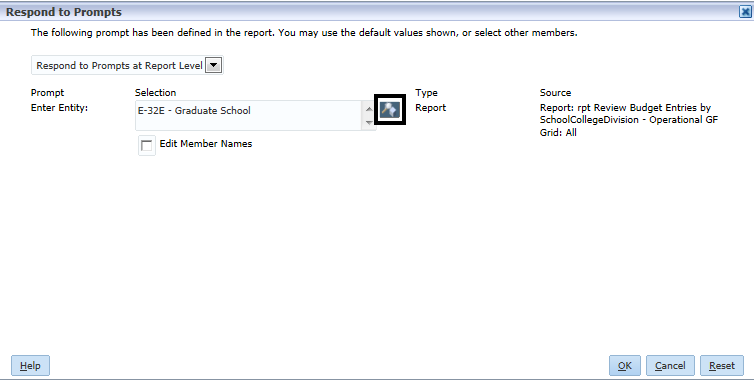 Respond to Prompts
The following prompt has been defined in the report. You may use the default values shown, or select other members.
Respond to Prompts at Report Level
Prompt Selection Type Source
Enter Entity: E-32E - Graduate School Report Report: rpt Review Budget Entries by
SchoolCollegeDivision - Operational GF
Grid: All
Edit Member Names
Help OK Cancel Reset